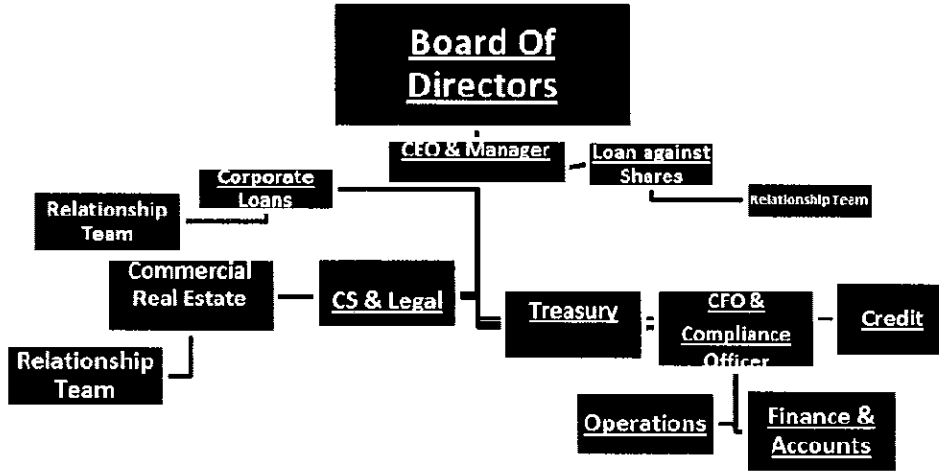 Board Of
Directors
CEO & Manager
Loan against
Shares
Corporate
Loans
Relationship
Team
Relationship Team
Commercial
Real Estate
CS & Legal
Treasury
CFO &
Compliance
Officer
Credit
Relationship
Team
Operations
Finance &
Accounts